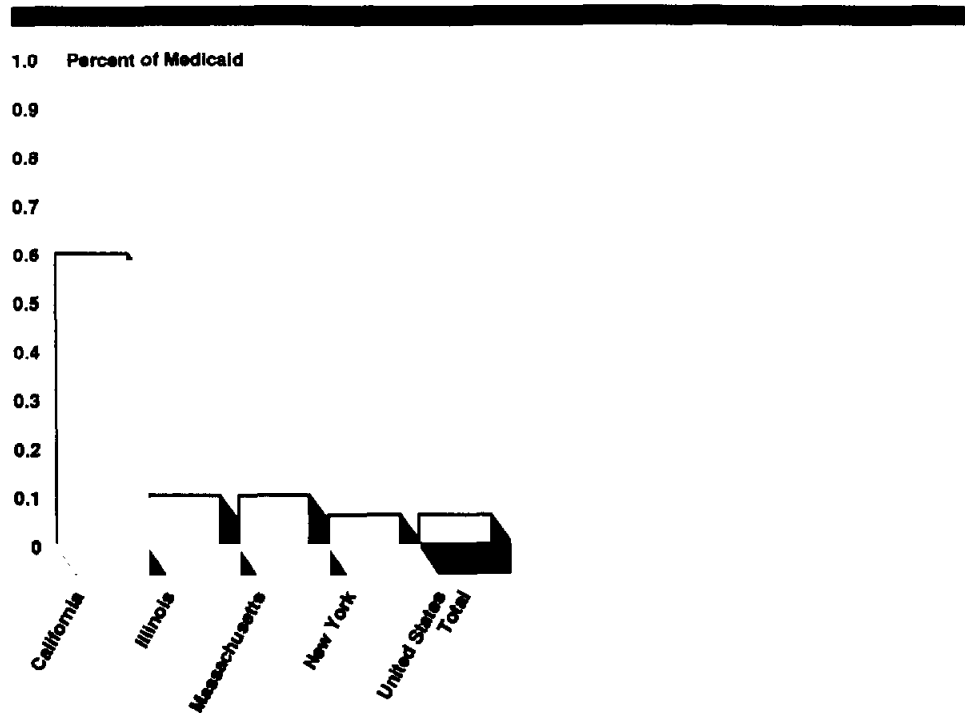 1.0 Percent of Medicaid
0.9
0.8
0.7
0.6
0.5
0.4
0.3
0.2
0.1
0
California
Illinois
Massachusetts
New York
United States
Total